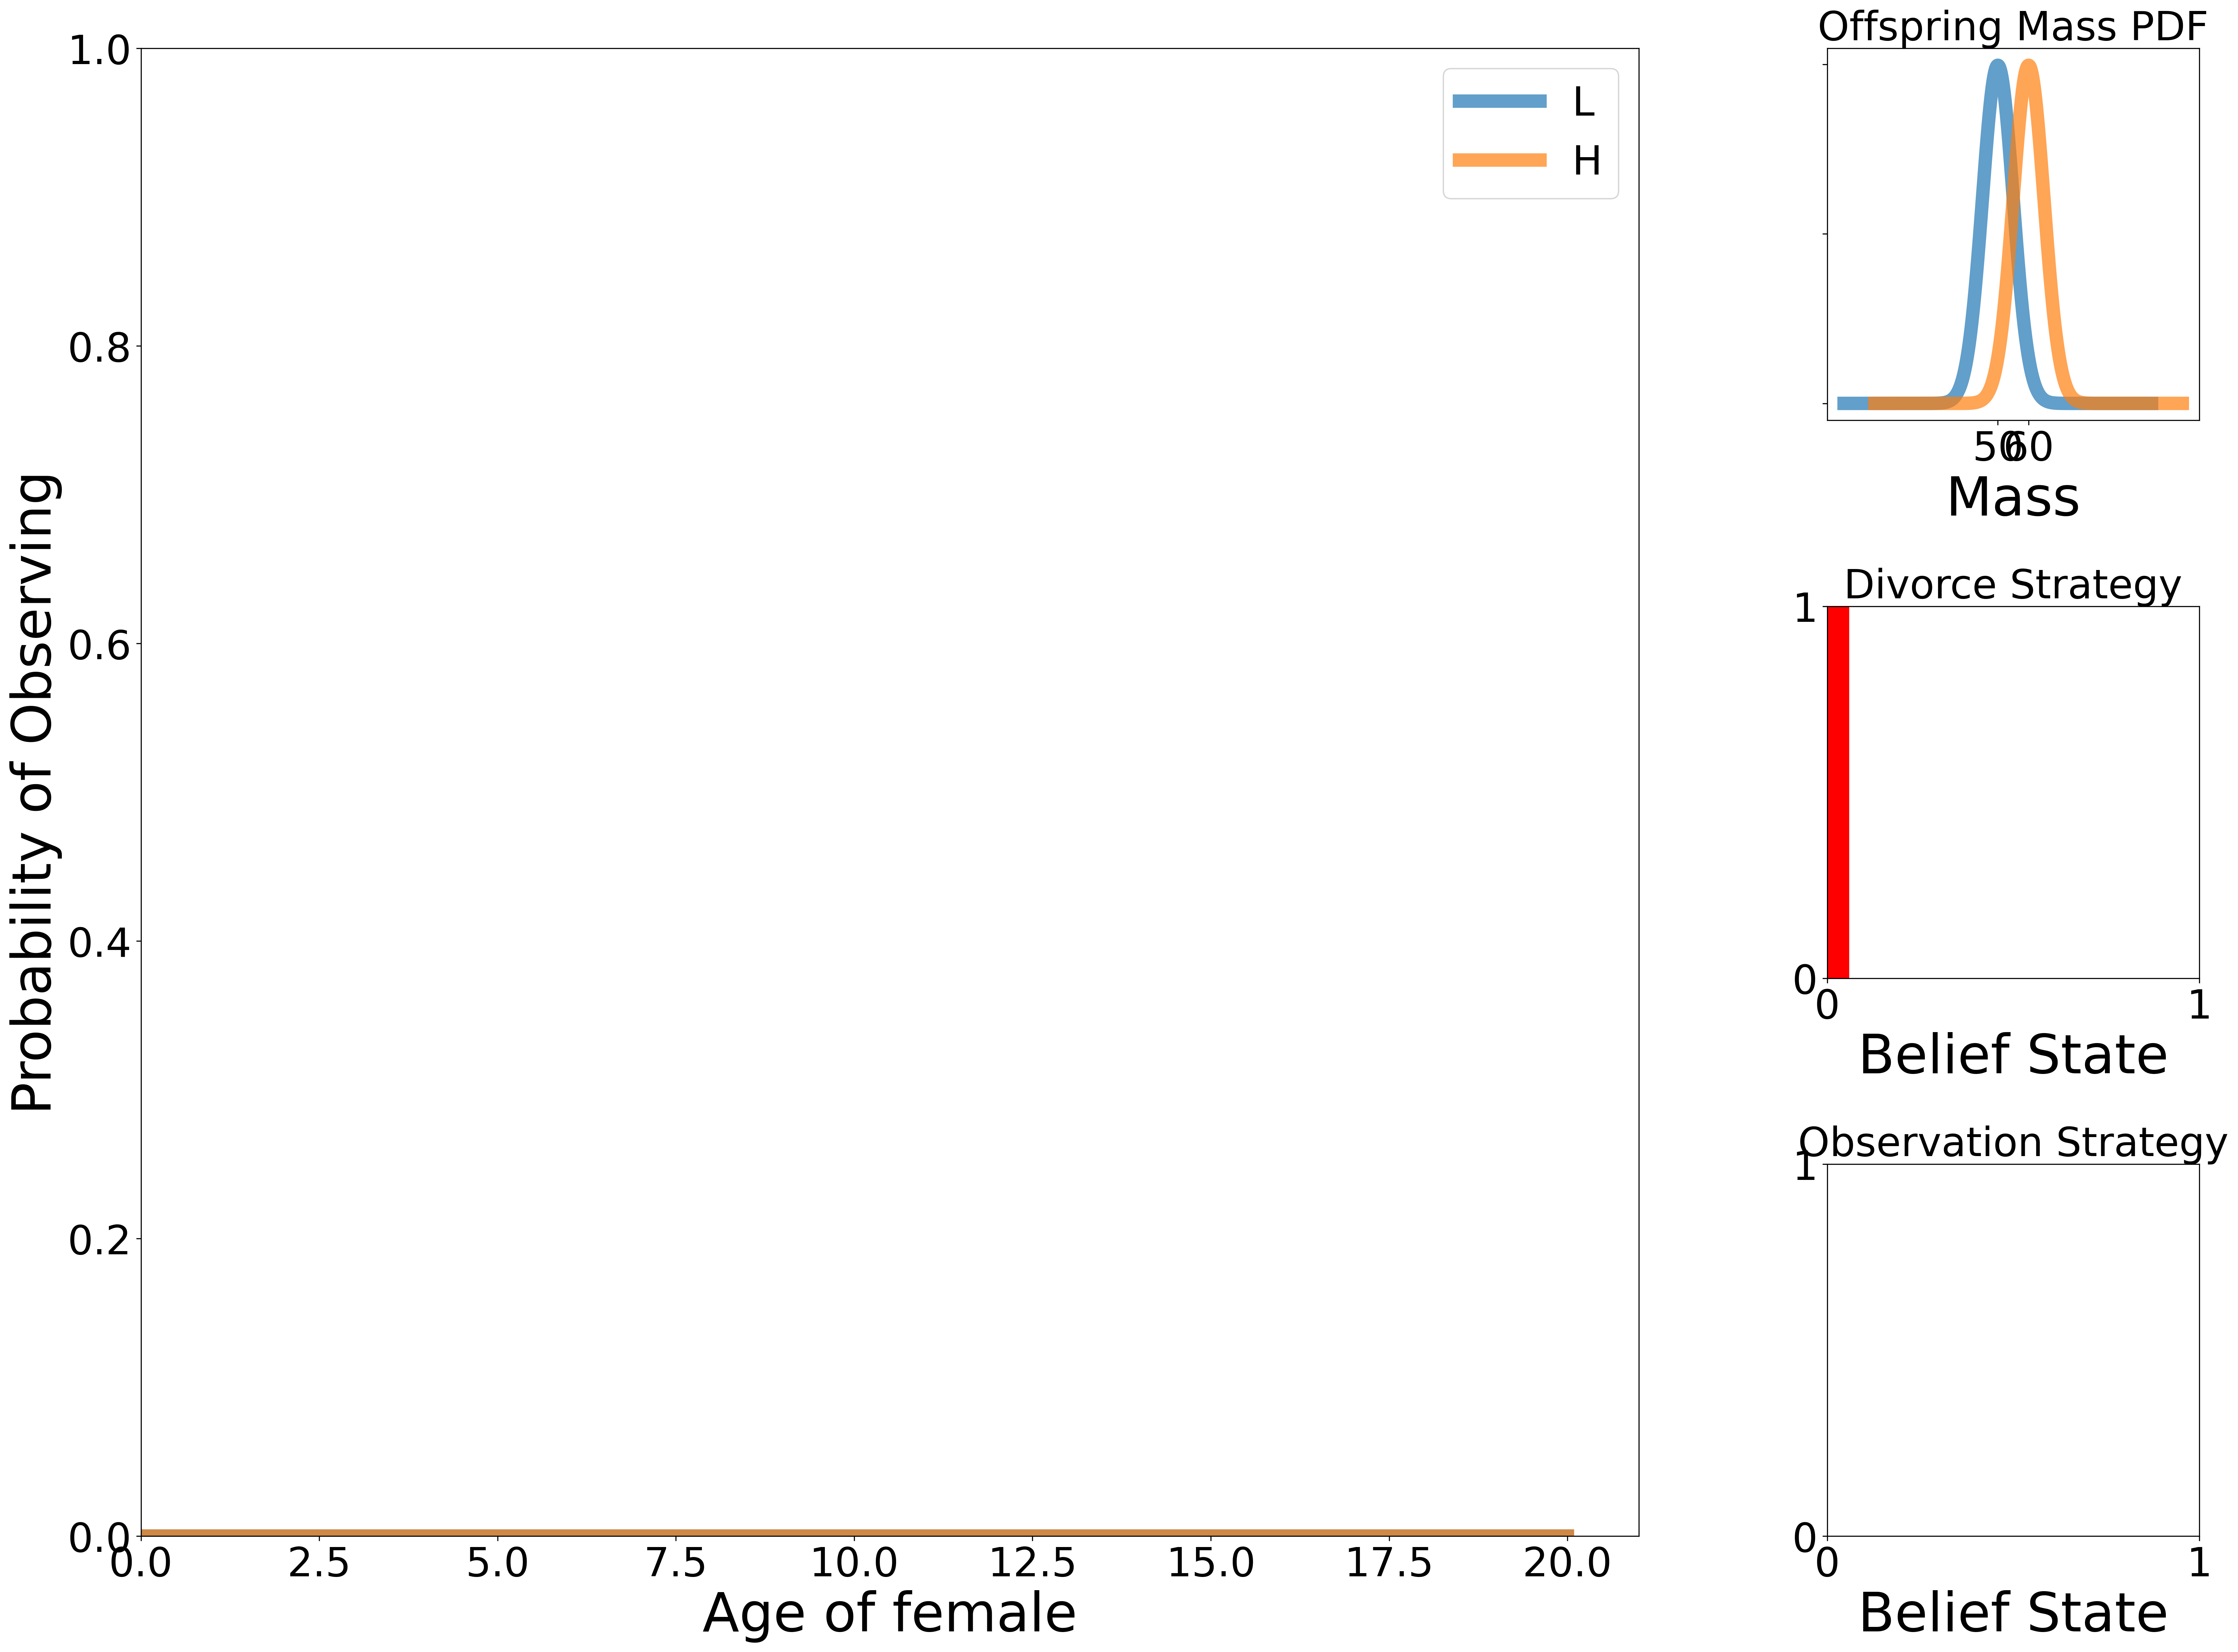 Probability of Observing
1.0
0.8
0.6
0.4
0.2
0.0
0.0 2.5 5.0 7.5 10.0 12.5 15.0 17.5 20.0
Age of female
L
H
Offspring Mass PDF
50 60
Mass
Divorce Strategy
1
0
0 1
Belief State
Observation Strategy
1
0
0 1
Belief State